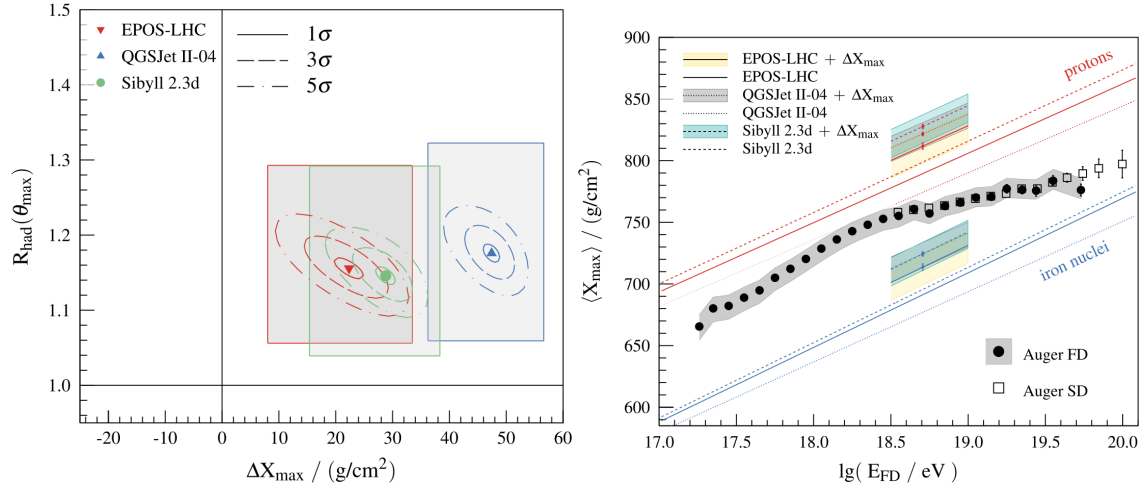 1.5
1.4
1.3
1.2
1.1
1.0
R_had(θ_max)
EPOS-LHC
QGSJet II-04
Sibyll 2.3d
1σ
3σ
5σ
-20 -10 0 10 20 30 40 50 60
ΔX_max / (g/cm²)
900
850
800
750
700
650
600
⟨X_max⟩ / (g/cm²)
EPOS-LHC + ΔX_max
EPOS-LHC
QGSJet II-04 + ΔX_max
QGSJet II-04
Sibyll 2.3d + ΔX_max
Sibyll 2.3d
protons
iron nuclei
Auger FD
Auger SD
17.0 17.5 18.0 18.5 19.0 19.5 20.0
lg( E_FD / eV)